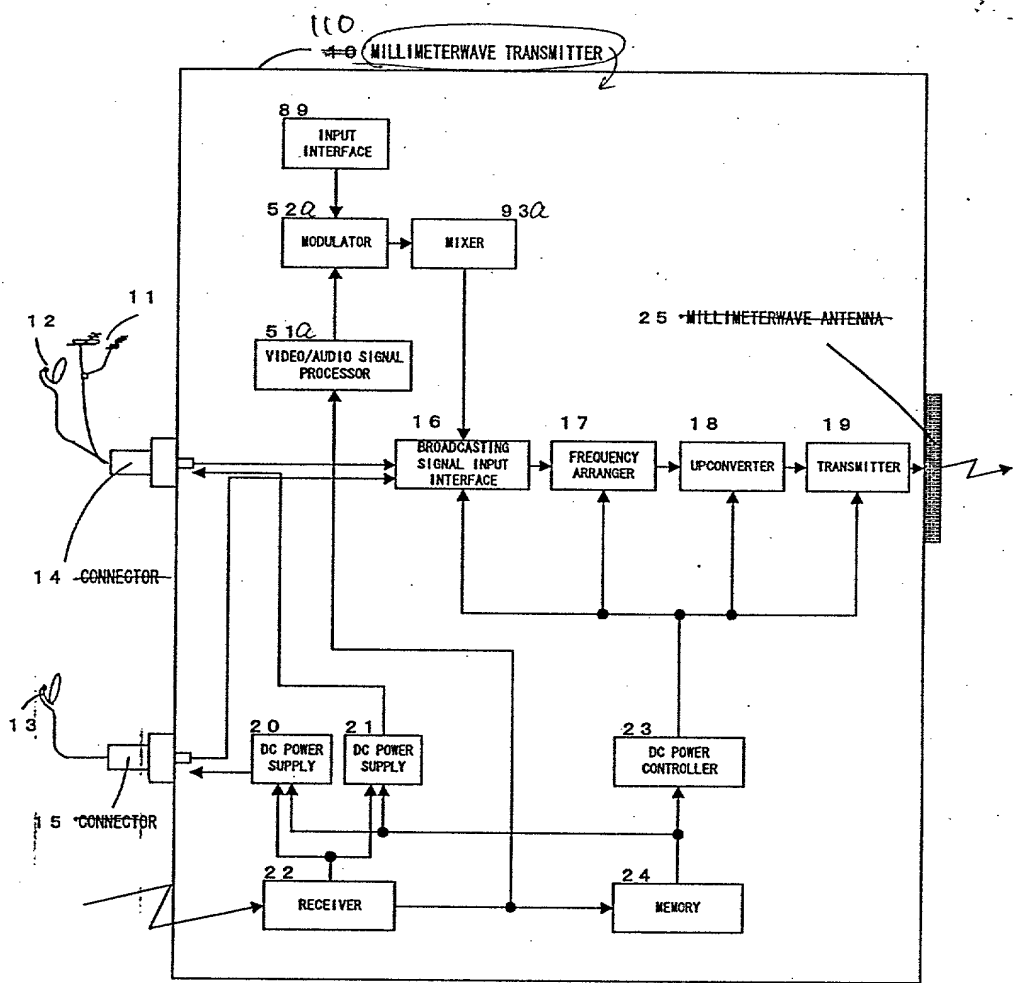 110
10 MILLIMETERWAVE TRANSMITTER
89
INPUT
INTERFACE
52a
MODULATOR
93a
MIXER
12
11
51a
VIDEO/AUDIO SIGNAL
PROCESSOR
25 MILLIMETERWAVE ANTENNA
16
BROADCASTING
SIGNAL INPUT
INTERFACE
17
FREQUENCY
ARRANGER
18
UPCONVERTER
19
TRANSMITTER
14 CONNECTOR
13
20
DC POWER
SUPPLY
21
DC POWER
SUPPLY
23
DC POWER
CONTROLLER
15 CONNECTOR
22
RECEIVER
24
MEMORY